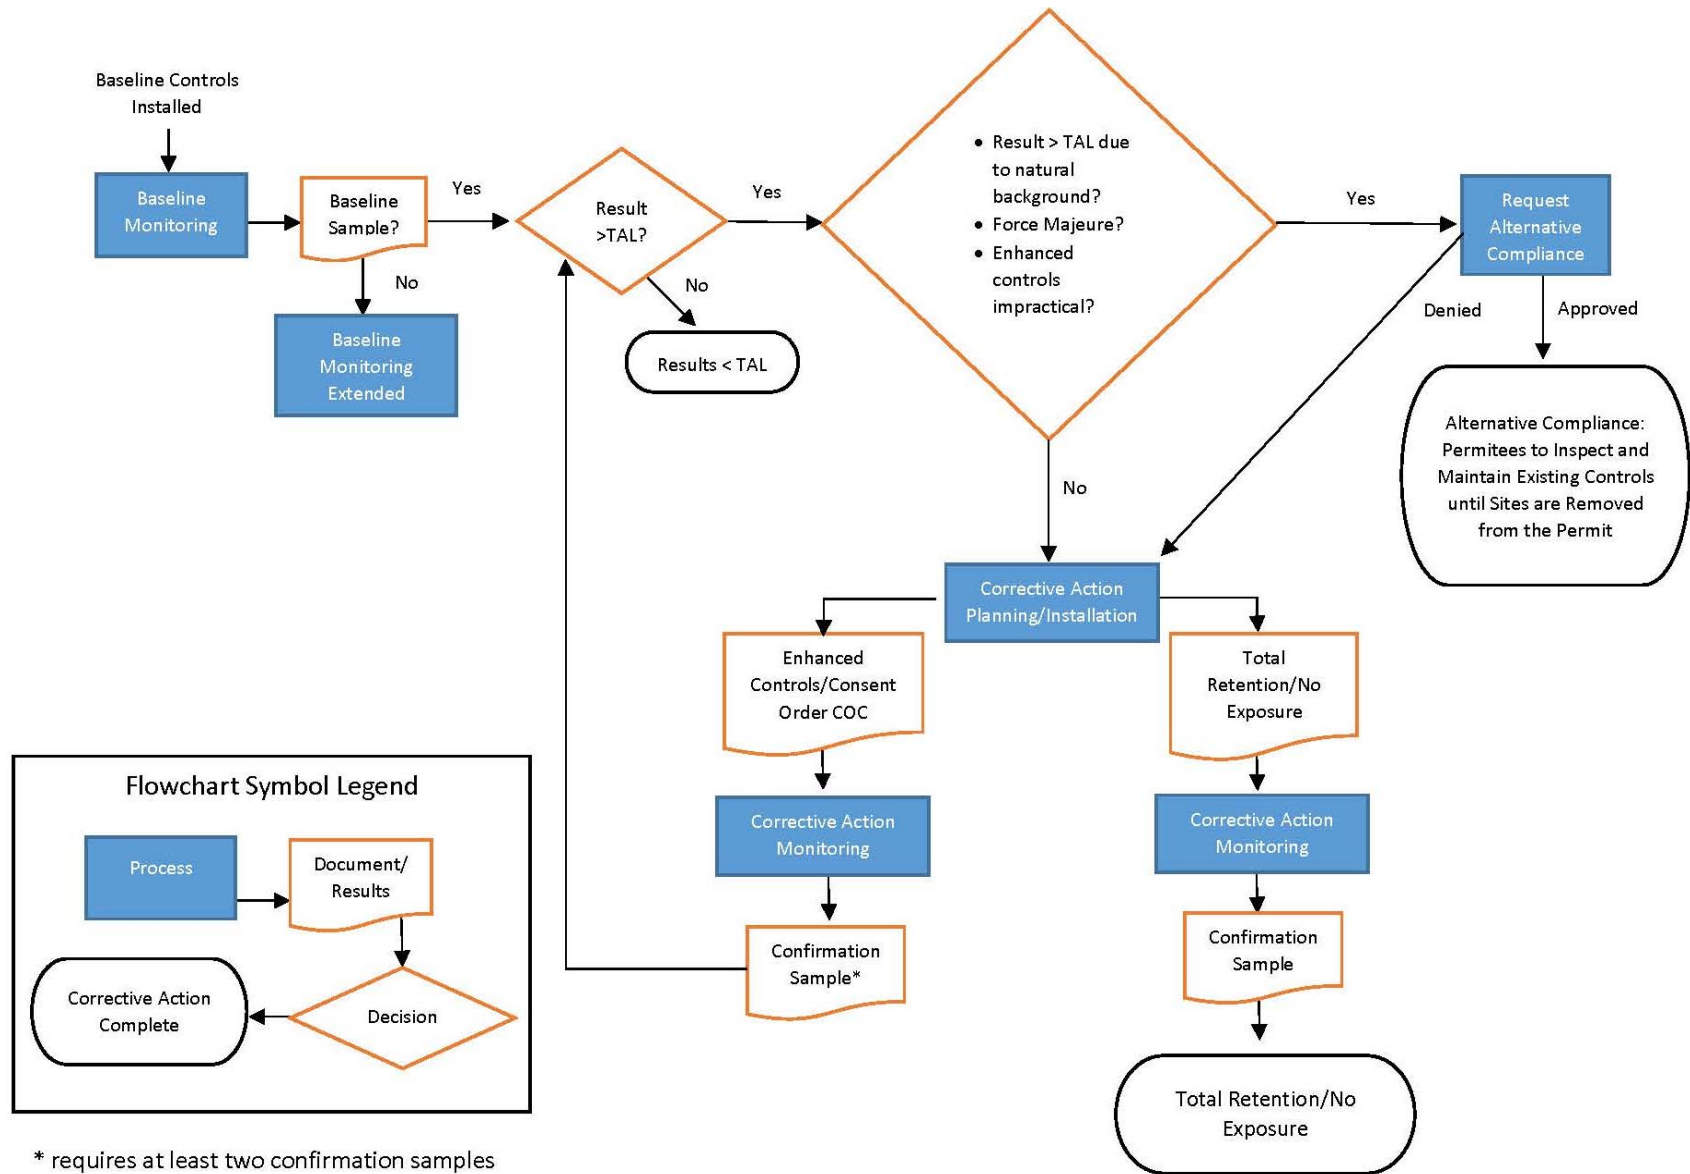 Baseline Controls
Installed
Baseline
Monitoring
Baseline
Sample?
Yes
No
Baseline
Monitoring
Extended
Result
>TAL?
Yes
No
Results < TAL
• Result > TAL due
to natural
background?
• Force Majeure?
• Enhanced
controls
impractical?
Yes
No
Request
Alternative
Compliance
Denied
Approved
Alternative Compliance:
Permitees to Inspect and
Maintain Existing Controls
until Sites are Removed
from the Permit
Corrective Action
Planning/Installation
Enhanced
Controls/Consent
Order COC
Total
Retention/No
Exposure
Corrective Action
Monitoring
Corrective Action
Monitoring
Confirmation
Sample*
Confirmation
Sample
Total Retention/No
Exposure
Flowchart Symbol Legend
Process
Document/
Results
Corrective Action
Complete
Decision
* requires at least two confirmation samples